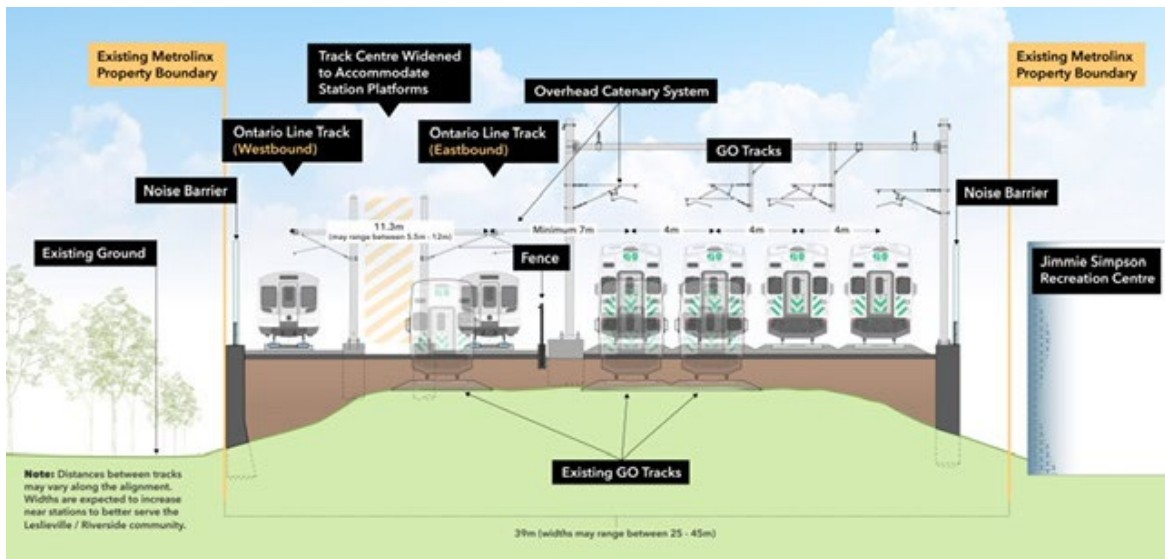 Existing Metrolinx
Property Boundary
Track Centre Widened
to Accommodate
Station Platforms
Existing Metrolinx
Property Boundary
Overhead Catenary System
Ontario Line Track
(Westbound)
Ontario Line Track
(Eastbound)
GO Tracks
Noise Barrier
Noise Barrier
11.3m
(may range between 5.5m - 12m)
Minimum 7m
4m
4m
4m
Existing Ground
Fence
Jimmie Simpson
Recreation Centre
Existing GO Tracks
Note: Distances between tracks
may vary along the alignment.
Widths are expected to increase
near stations to better serve the
Leslieville / Riverside community.
39m (widths may range between 25 - 45m)